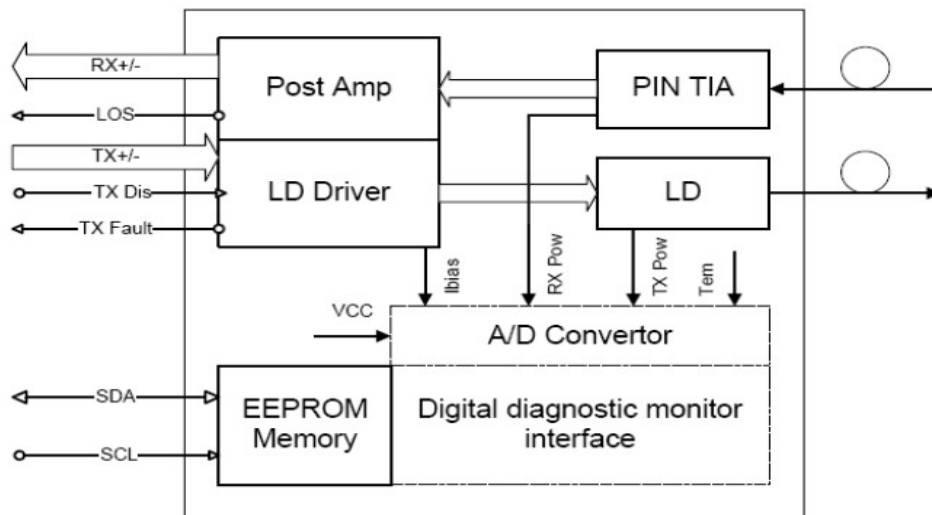 RX+/-
Post Amp
PIN TIA
LOS
TX+/-
TX Dis
LD Driver
LD
TX Fault
Ibias
RX Pow
TX Pow
Tem
VCC
A/D Convertor
SDA
EEPROM
Memory
Digital diagnostic monitor
interface
SCL